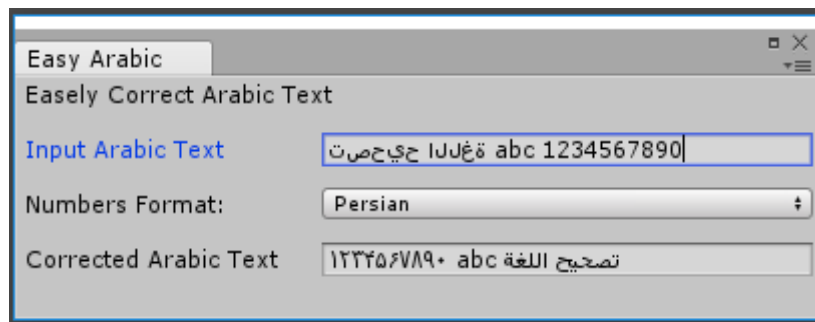 Easy Arabic
Easely Correct Arabic Text
Input Arabic Text
ةغللا حيحصت abc 1234567890
Numbers Format:
Persian
Corrected Arabic Text
تصحيح اللغة abc ۱۲۳۴۵۶۷۸۹۰